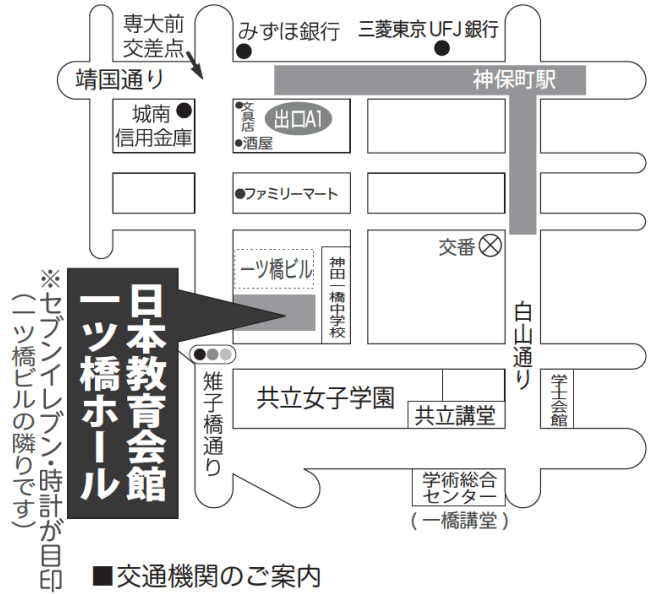 専大前
交差点
みずほ銀行
三菱東京UFJ銀行
靖国通り
神保町駅
城南
信用金庫
文具店
出口A1
酒屋
ファミリーマート
交番
一ツ橋ビル
神田一橋中学校
日本教育会館
一ツ橋ホール
※セブンイレブン・時計が目印
(一ツ橋ビルの隣りです)
白山通り
雉子橋通り
共立女子学園
共立講堂
学士会館
学術総合
センター
(一橋講堂)
■交通機関のご案内